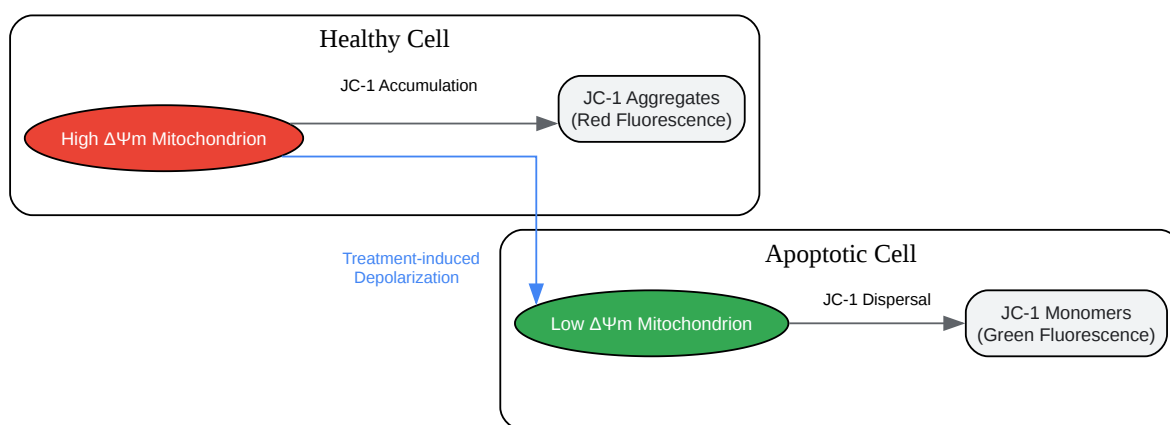 Healthy Cell
JC-1 Accumulation
High ΔΨm Mitochondrion
JC-1 Aggregates
(Red Fluorescence)
Treatment-induced
Depolarization
Apoptotic Cell
JC-1 Dispersal
Low ΔΨm Mitochondrion
JC-1 Monomers
(Green Fluorescence)